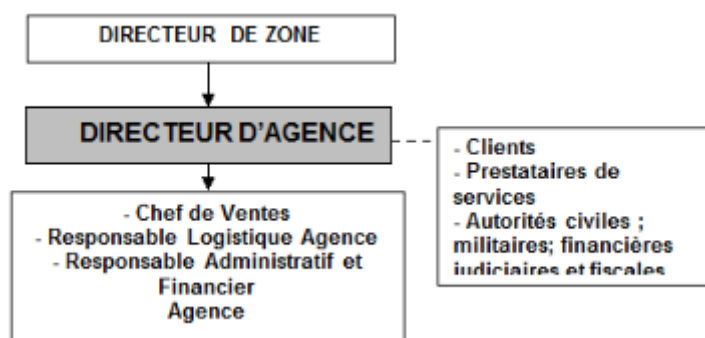 DIRECTEUR DE ZONE
DIRECTEUR D'AGENCE
- Clients
- Prestataires de
services
- Autorités civiles ;
militaires; financières
judiciaires et fiscales
- Chef de Ventes
- Responsable Logistique Agence
- Responsable Administratif et
Financier
Agence